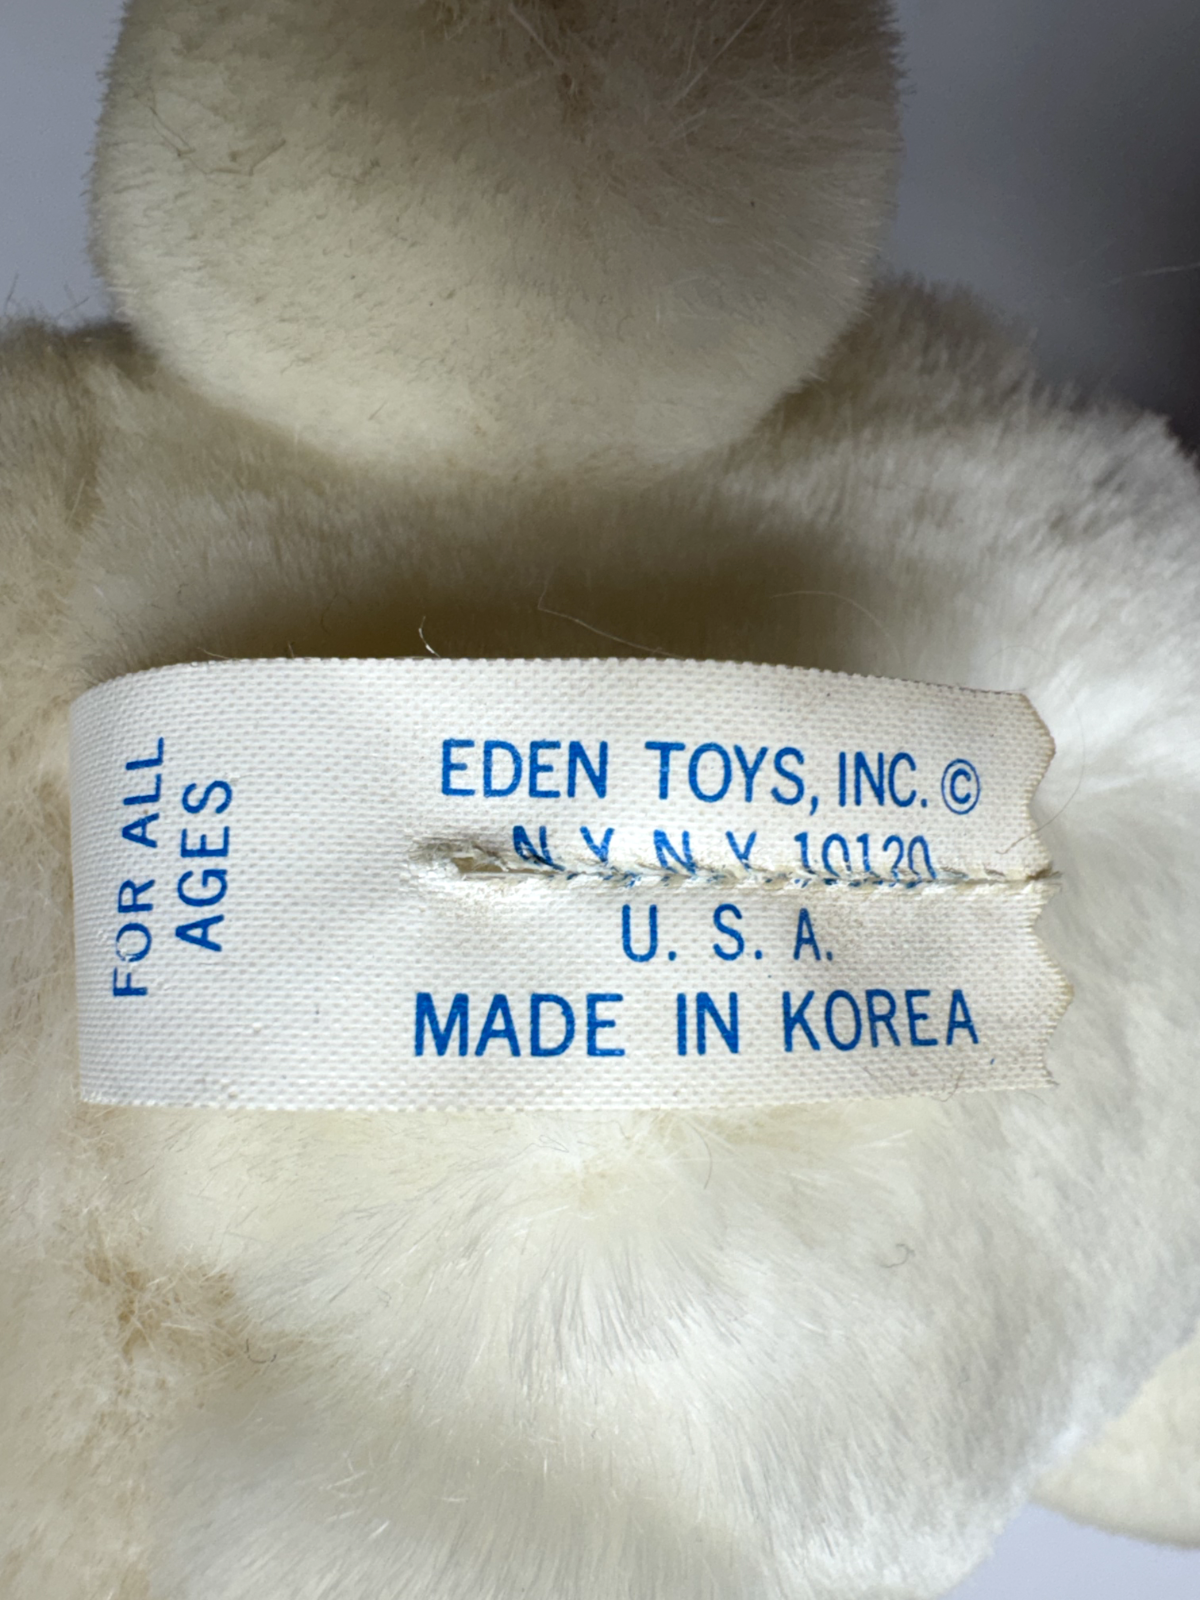 FOR ALL
AGES
EDEN TOYS, INC. ©
N. Y. N. Y. 10120
U. S. A.
MADE IN KOREA